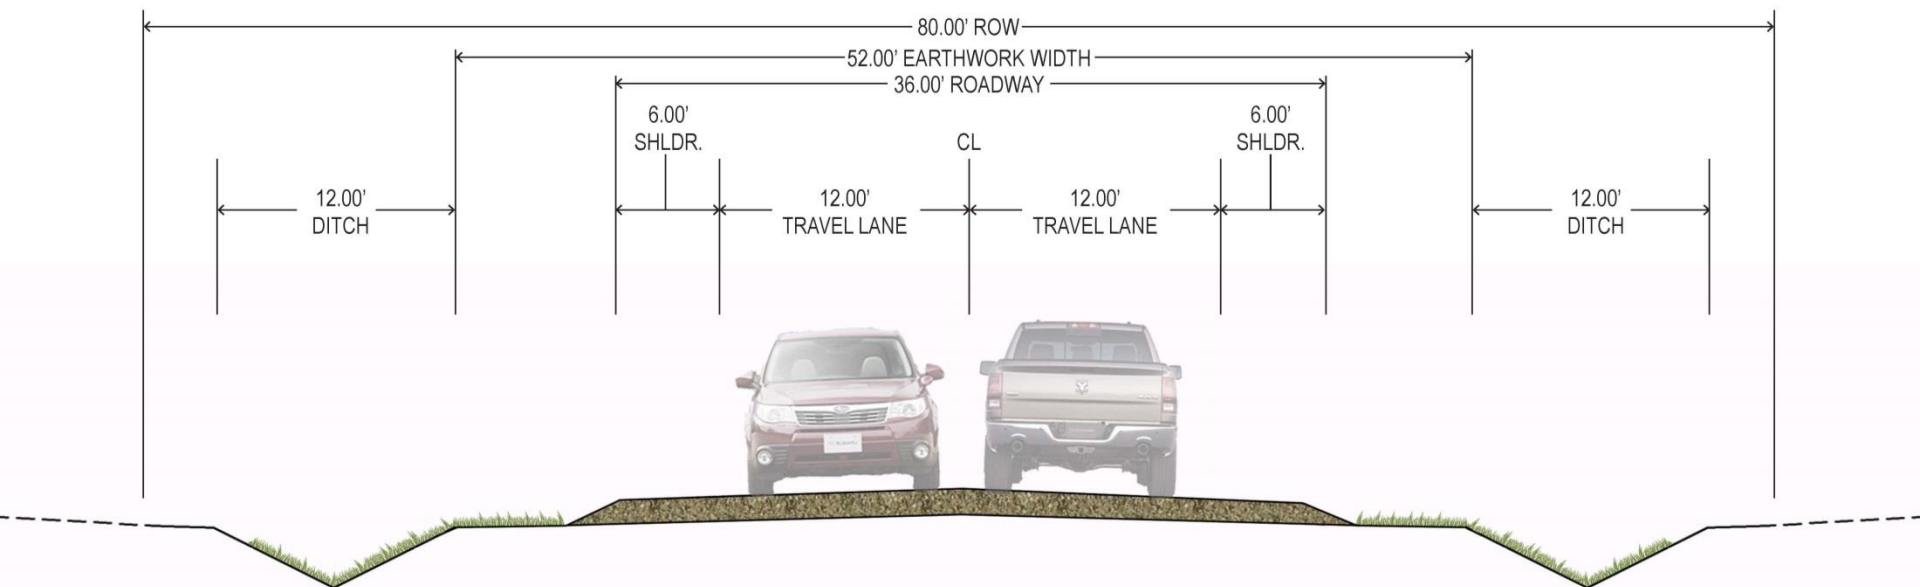 80.00' ROW
52.00' EARTHWORK WIDTH
36.00' ROADWAY
6.00'
SHLDR.
CL
6.00'
SHLDR.
12.00'
DITCH
12.00'
TRAVEL LANE
12.00'
TRAVEL LANE
12.00'
DITCH
SUBARU